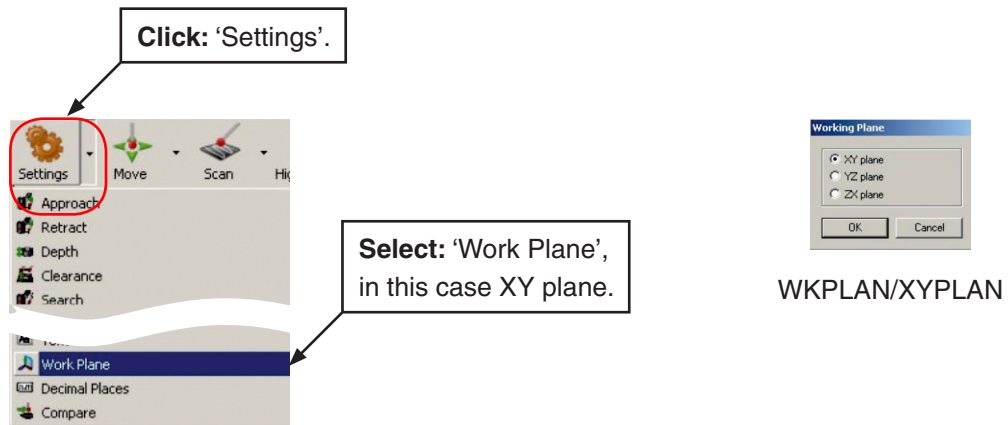 Click: ‘Settings’.
Settings
Move
Scan
Approach
Retract
Depth
Clearance
Search
Work Plane
Decimal Places
Compare
Select: ‘Work Plane’,
in this case XY plane.
Working Plane
XY plane
YZ plane
ZX plane
OK Cancel
WKPLAN/XYPLAN